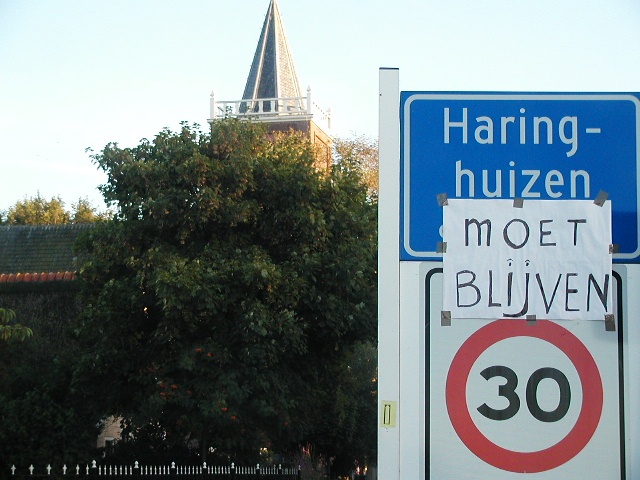 Haring-
huizen
MOET
BLIJVEN
30